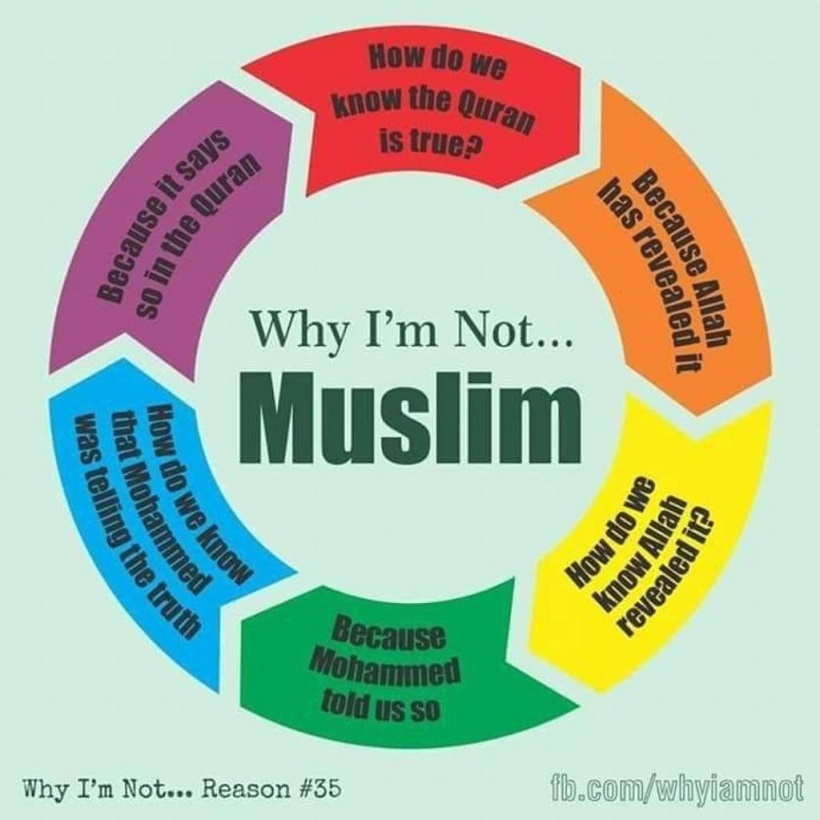 How do we
know the Quran
is true?
Because Allah
has revealed it
How do we
know Allah
revealed it?
Because
Mohammed
told us so
How do we know
that Mohammed
was telling the truth
Because it says
so in the Quran
Why I'm Not...
Muslim
Why I'm Not... Reason #35
fb.com/whyiamnot